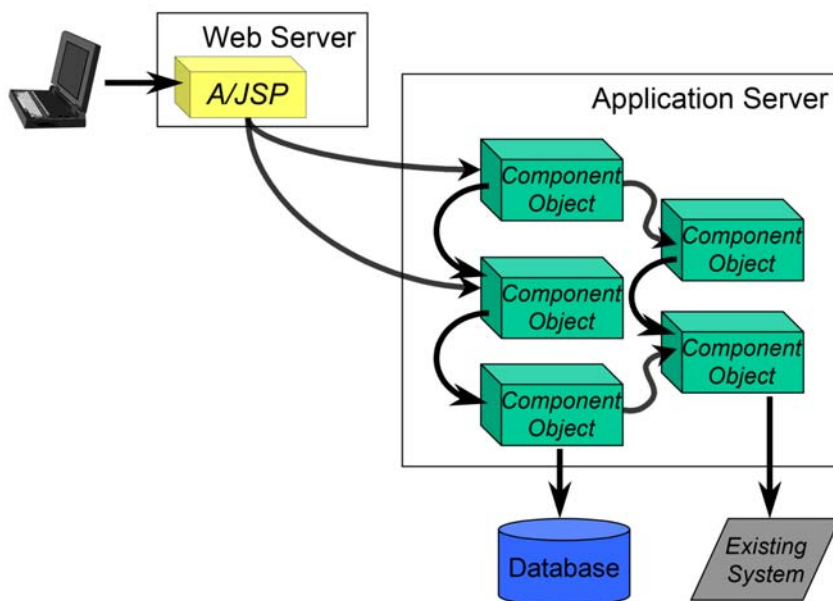 Web Server
A/JSP
Application Server
Component
Object
Component
Object
Component
Object
Component
Object
Component
Object
Database
Existing
System